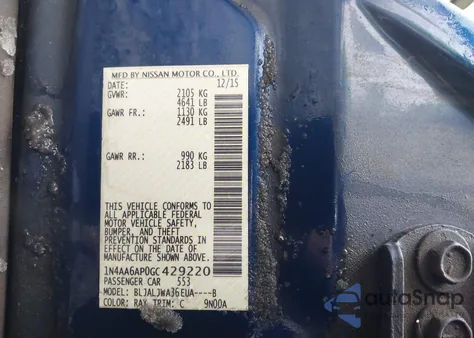 MFD BY NISSAN MOTOR CO., LTD.
DATE: 12/15
GVWR: 2105 KG
4641 LB
GAWR FR.: 1130 KG
2491 LB
GAWR RR.: 990 KG
2183 LB
THIS VEHICLE CONFORMS TO
ALL APPLICABLE FEDERAL
MOTOR VEHICLE SAFETY,
BUMPER, AND THEFT
PREVENTION STANDARDS IN
EFFECT ON THE DATE OF
MANUFACTURE SHOWN ABOVE.
1N4AA6AP0GC429220
PASSENGER CAR 553
MODEL: BLJALJWA36EUA----B
COLOR: RAY TRIM: C 9N00A
autoSnap